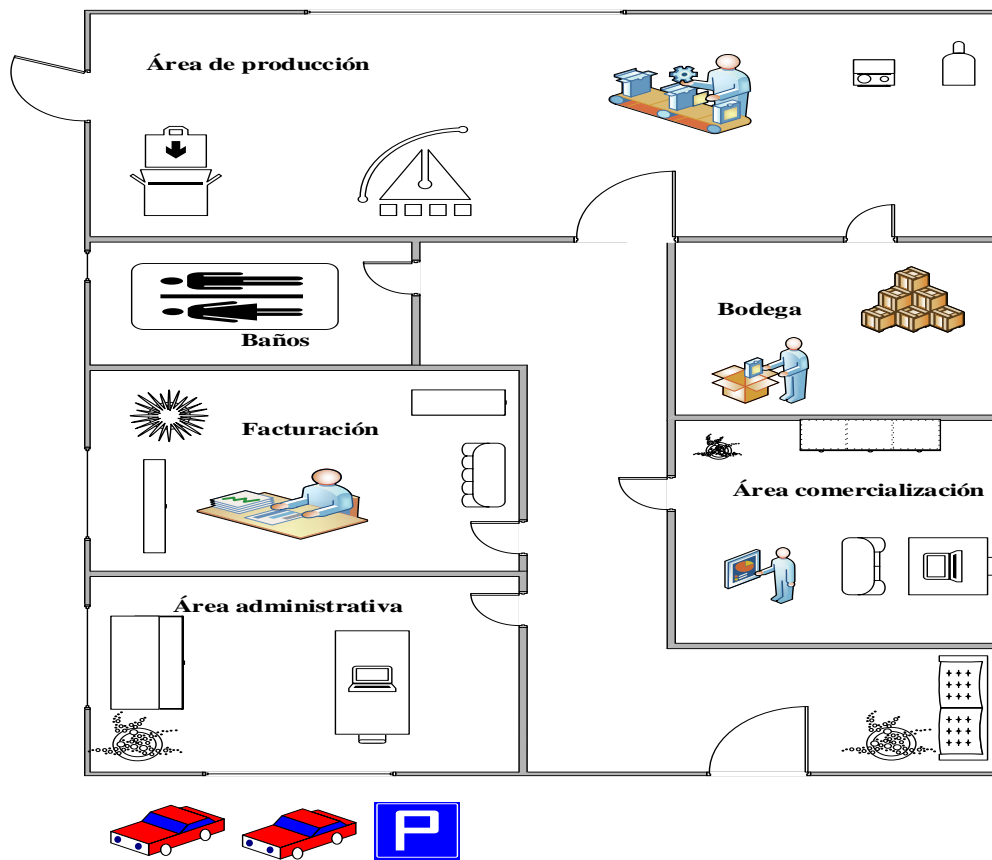 Área de producción
Baños
Bodega
Facturación
Área comercialización
Área administrativa
P